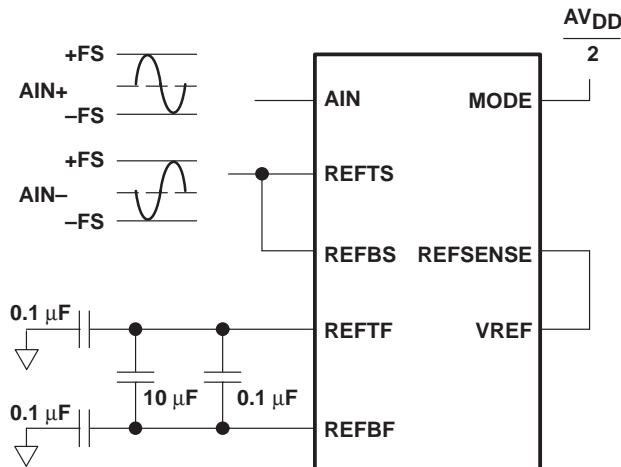 AVDD
2
+FS
AIN+
–FS
AIN
MODE
+FS
AIN–
–FS
REFTS
REFBS
REFSENSE
0.1 μF
REFTF
VREF
10 μF
0.1 μF
0.1 μF
REFBF